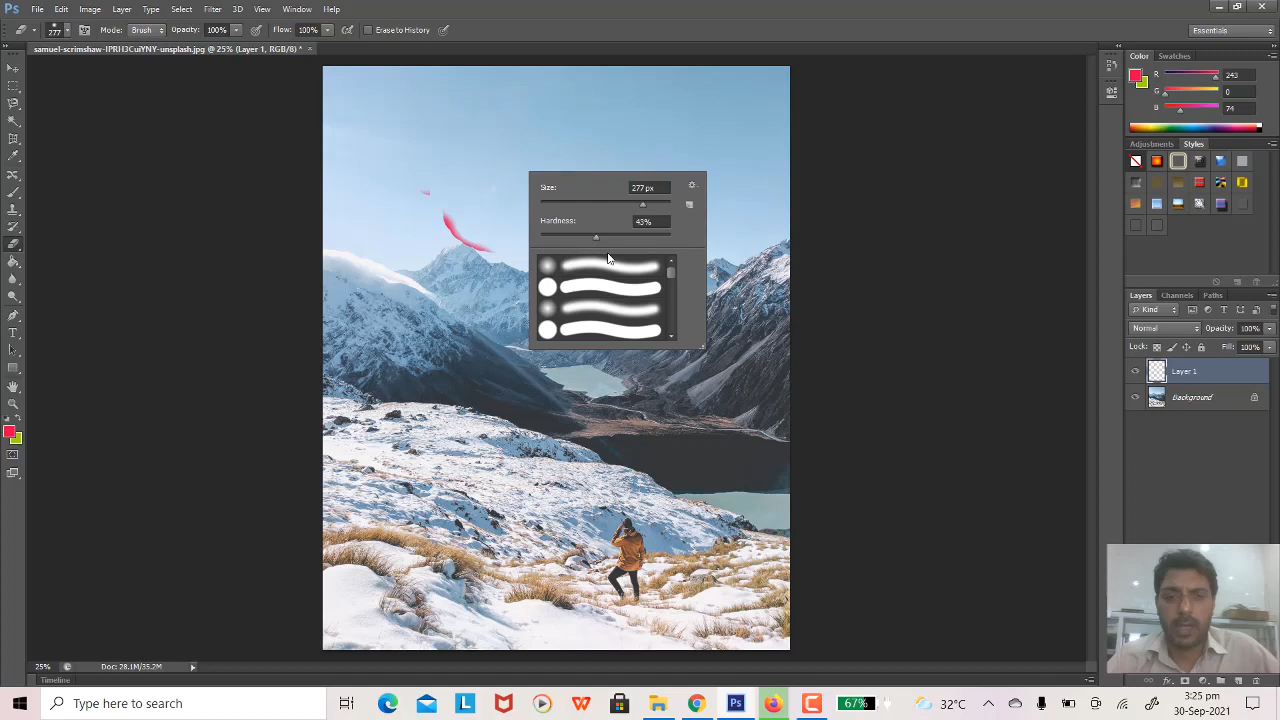 Ps File Edit Image Layer Type Select Filter 3D View Window Help
277 Mode: Brush Opacity: 100% Flow: 100% Erase to History Essentials
samuel-scrimshaw-IPRlH3CuiYNY-unsplash.jpg @ 25% (Layer 1, RGB/8) * ×
Color Swatches
R 243
G 0
B 74
Adjustments Styles
Size: 277 px
Hardness: 43%
Layers Channels Paths
Kind
Normal Opacity: 100%
Lock: Fill: 100%
Layer 1
Background
25% Doc: 28.1M/35.2M
Timeline
Type here to search
67%
32°C
3:25 pm
30-Sep-2021